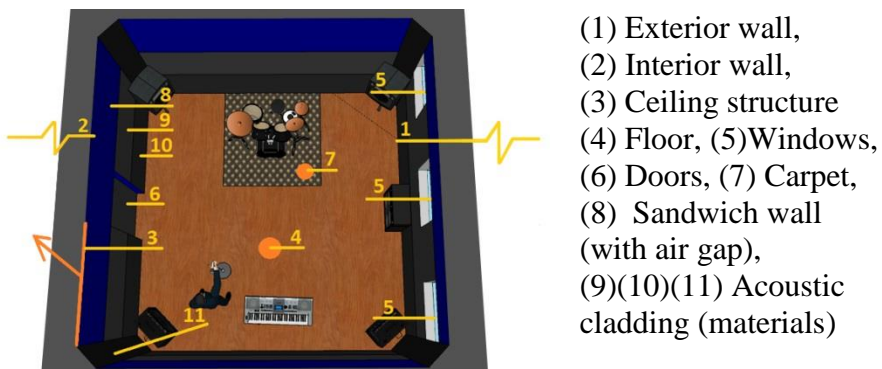 (1) Exterior wall,
(2) Interior wall,
(3) Ceiling structure
(4) Floor, (5)Windows,
(6) Doors, (7) Carpet,
(8) Sandwich wall
(with air gap),
(9)(10)(11) Acoustic
cladding (materials)
5
8
2
9
1
10
7
5
6
3
4
11
5